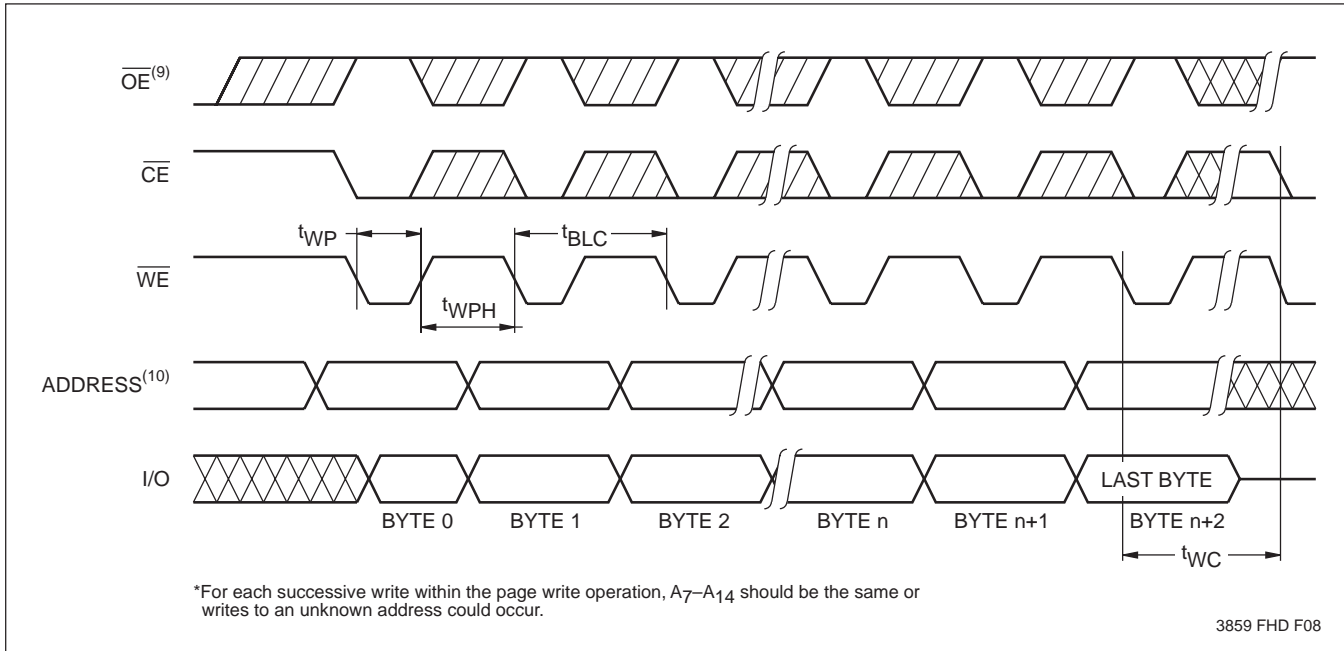 OE(9)
CE
tWP
tBLC
WE
tWPH
ADDRESS(10)
I/O
LAST BYTE
BYTE 0 BYTE 1 BYTE 2 BYTE n BYTE n+1 BYTE n+2
tWC
*For each successive write within the page write operation, A7–A14 should be the same or
writes to an unknown address could occur.
3859 FHD F08